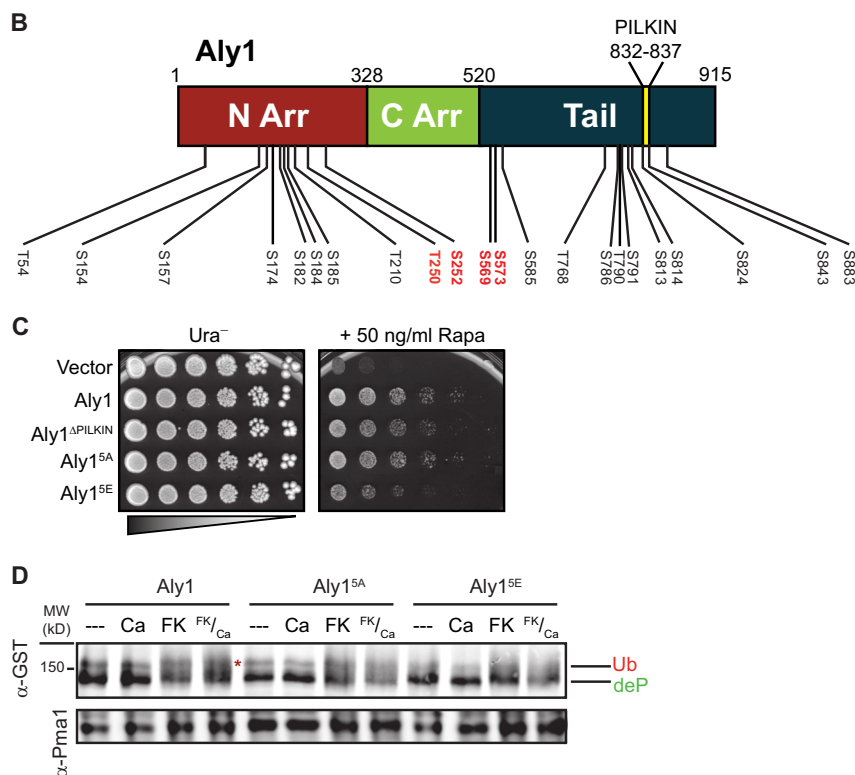 B
PILKIN
832-837
Aly1
1
328
520
915
N Arr
C Arr
Tail
T54
S154
S157
S174
S182
S184
S185
T210
T250
S252
S569
S573
S585
T768
S786
T790
S791
S813
S814
S824
S843
S883
C
Ura⁻
+ 50 ng/ml Rapa
Vector
Aly1
Aly1ΔPILKIN
Aly15A
Aly15E
D
Aly1
Aly15A
Aly15E
MW
(kD)
--- Ca FK FK/Ca --- Ca FK FK/Ca --- Ca FK FK/Ca
α-GST
150
*
Ub
deP
α-Pma1